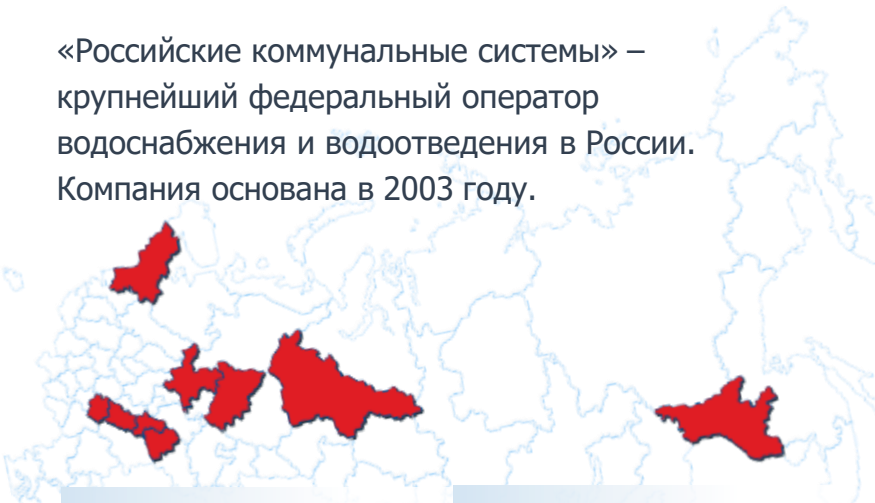 «Российские коммунальные системы» –
крупнейший федеральный оператор
водоснабжения и водоотведения в России.
Компания основана в 2003 году.